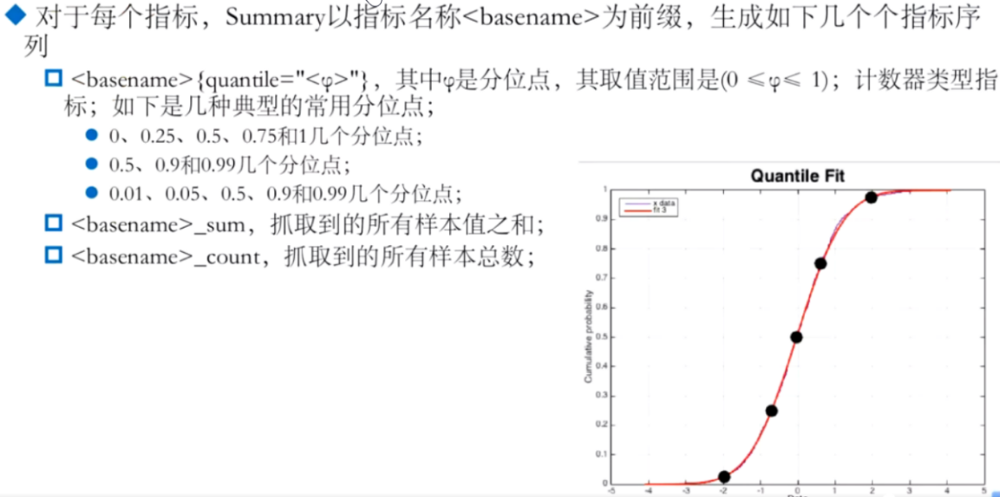 对于每个指标，Summary以指标名称<basename>为前缀，生成如下几个个指标序
列
<basename>{quantile="<φ>"}，其中φ是分位点，其取值范围是(0 ≤φ≤ 1)；计数器类型指
标；如下是几种典型的常用分位点；
0、0.25、0.5、0.75和1几个分位点；
0.5、0.9和0.99几个分位点；
0.01、0.05、0.5、0.9和0.99几个分位点；
<basename>_sum，抓取到的所有样本值之和；
<basename>_count，抓取到的所有样本总数；
Quantile Fit
x data
fit 3
Cumulative probability
1
0.9
0.8
0.7
0.6
0.5
0.4
0.3
0.2
0.1
0
-5 -4 -3 -2 -1 0 1 2 3 4 5